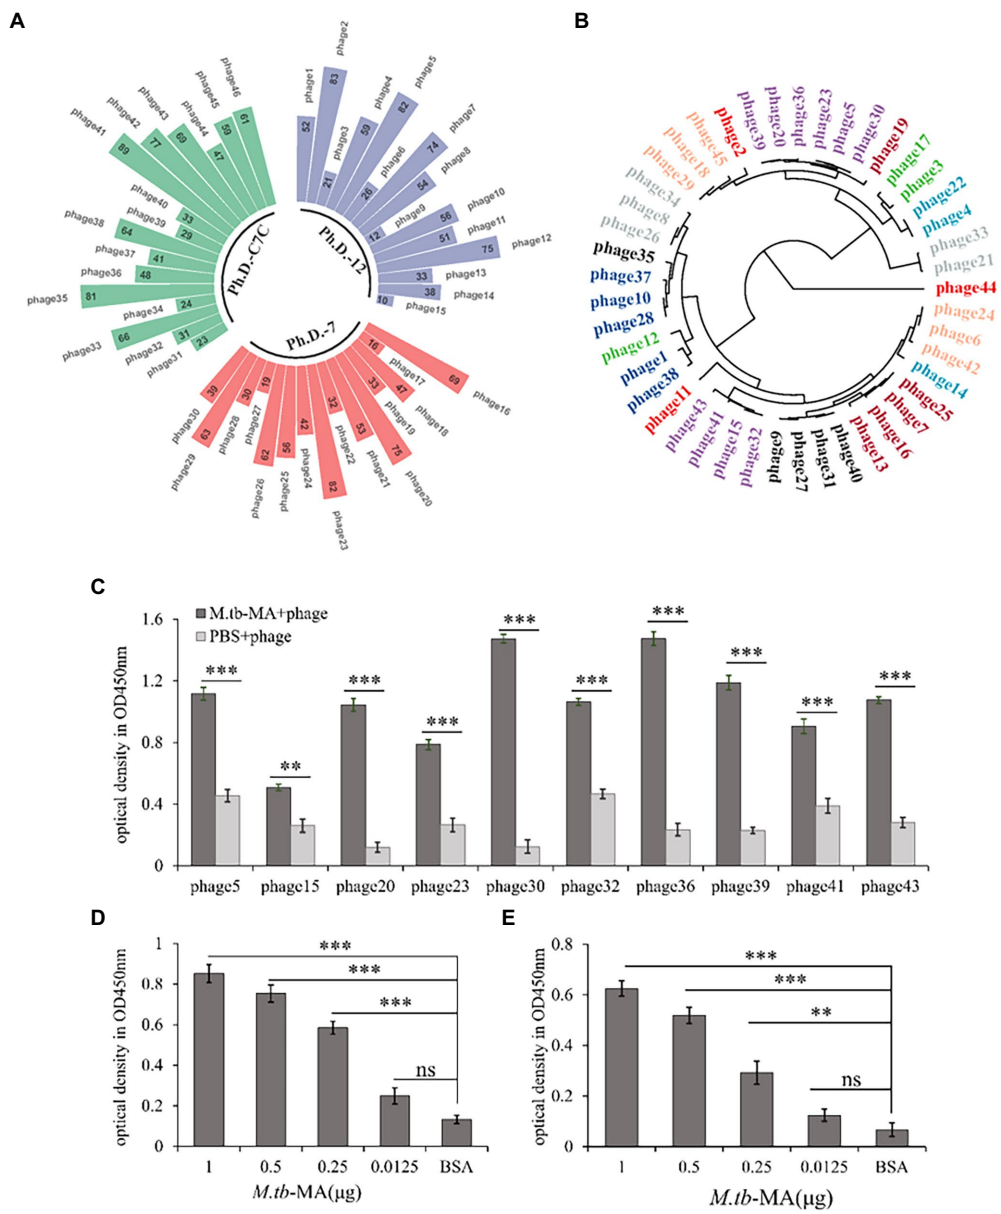 A
B
phage1
phage2
phage3
phage4
phage5
phage6
phage7
phage8
phage9
phage10
phage11
phage12
phage13
phage14
phage15
52
83
21
59
82
26
74
54
12
56
51
75
33
38
10
Ph.D.-12
phage16
phage17
phage18
phage19
phage20
phage21
phage22
phage23
phage24
phage25
phage26
phage27
phage28
phage29
phage30
69
16
47
33
75
53
32
82
42
56
62
19
30
63
39
Ph.D.-7
phage31
phage32
phage33
phage34
phage35
phage36
phage37
phage38
phage39
phage40
phage41
phage42
phage43
phage44
phage45
phage46
23
31
66
24
81
48
41
64
29
33
89
77
69
47
59
61
Ph.D.-C7C
phage2
phage39
phage20
phage36
phage23
phage5
phage30
phage19
phage17
phage3
phage22
phage4
phage33
phage21
phage44
phage24
phage6
phage42
phage14
phage25
phage7
phage16
phage13
phage40
phage31
phage27
phage9
phage32
phage15
phage41
phage43
phage11
phage38
phage1
phage12
phage28
phage10
phage37
phage35
phage26
phage8
phage34
phage29
phage18
phage45
C
M.tb-MA+phage
PBS+phage
optical density in OD450nm
1.6
1.2
0.8
0.4
0
***
**
***
***
***
***
***
***
***
***
phage5 phage15 phage20 phage23 phage30 phage32 phage36 phage39 phage41 phage43
D
optical density in OD450nm
1
0.8
0.6
0.4
0.2
0
***
***
***
ns
1 0.5 0.25 0.0125 BSA
M.tb-MA(μg)
E
optical density in OD450nm
0.8
0.6
0.4
0.2
0
***
***
**
ns
1 0.5 0.25 0.0125 BSA
M.tb-MA(μg)